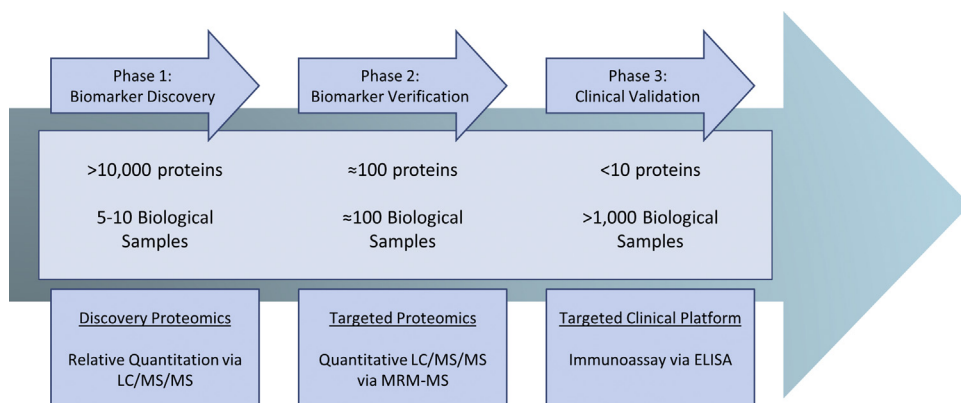 Phase 1:
Biomarker Discovery
Phase 2:
Biomarker Verification
Phase 3:
Clinical Validation
>10,000 proteins
≈100 proteins
<10 proteins
5-10 Biological
Samples
≈100 Biological
Samples
>1,000 Biological
Samples
Discovery Proteomics
Relative Quantitation via
LC/MS/MS
Targeted Proteomics
Quantitative LC/MS/MS
via MRM-MS
Targeted Clinical Platform
Immunoassay via ELISA